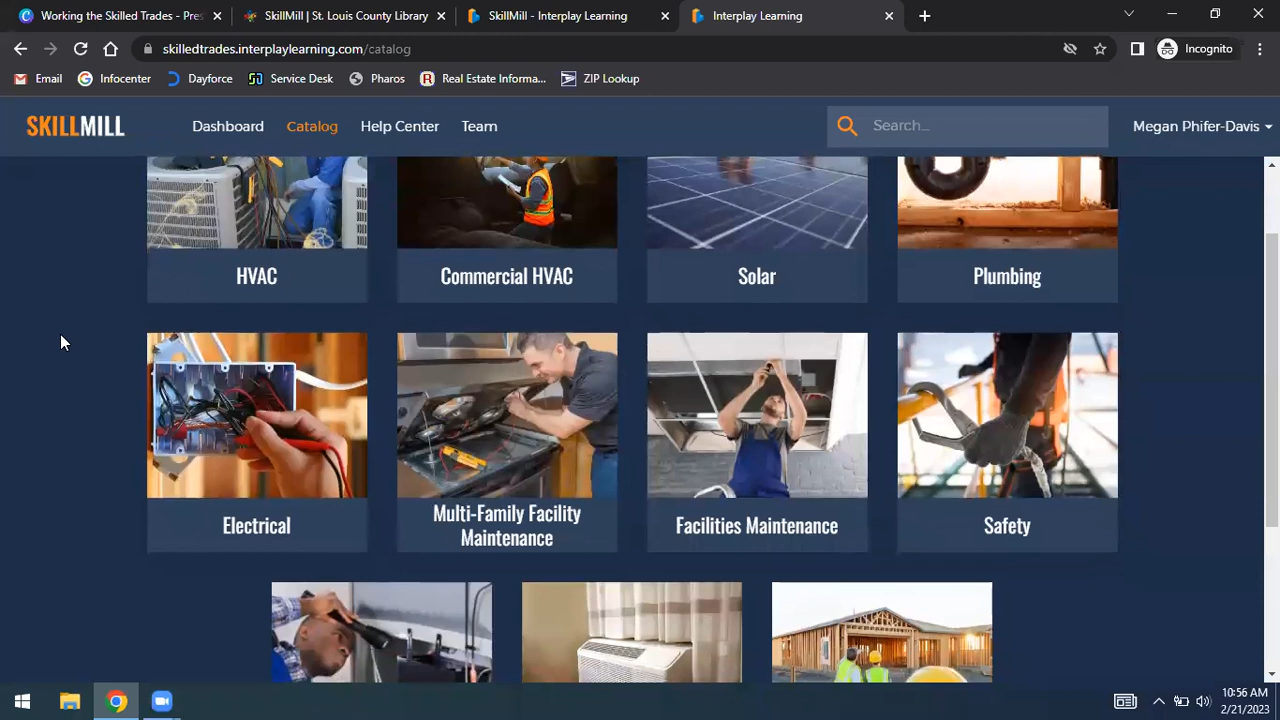 Working the Skilled Trades - Pres
SkillMill | St. Louis County Library
SkillMill - Interplay Learning
Interplay Learning
skilledtrades.interplaylearning.com/catalog
Incognito
Email
Infocenter
Dayforce
Service Desk
Pharos
Real Estate Informa...
ZIP Lookup
SKILLMILL
Dashboard
Catalog
Help Center
Team
Search...
Megan Phifer-Davis
HVAC
Commercial HVAC
Solar
Plumbing
Electrical
Multi-Family Facility
Maintenance
Facilities Maintenance
Safety
10:56 AM
2/21/2023